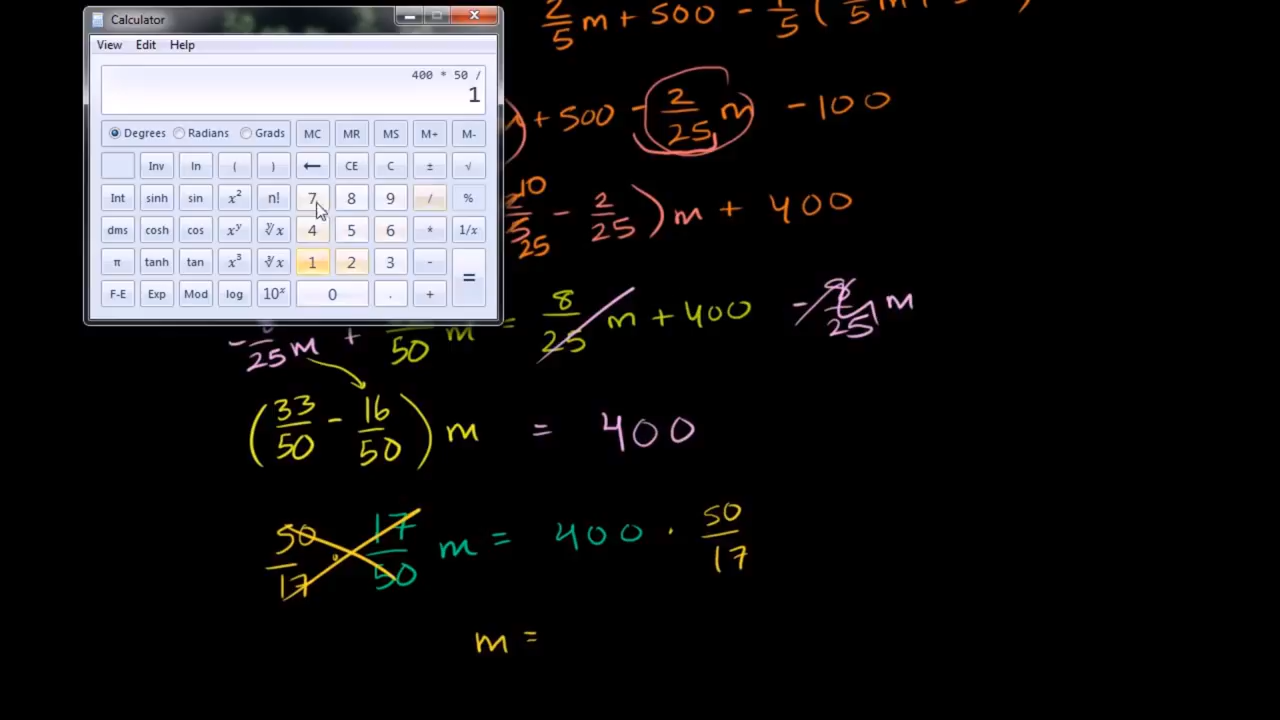 Calculator
View Edit Help
400 * 50 /
1
Degrees Radians Grads MC MR MS M+ M-
Inv ln ( ) ← CE C ± √
Int sinh sin x² n! 7 8 9 / %
dms cosh cos xʸ ʸ√x 4 5 6 * 1/x
π tanh tan x³ ³√x 1 2 3 - =
F-E Exp Mod log 10ˣ 0 . +
2/5 m + 500 - 1/5 (
+ 500 - 2/25 m - 100
10
2/5 - 2/25 ) m + 400
25
/25 m + /50 m = 8/25 m + 400 - 8/25 m
(33/50 - 16/50) m = 400
50/17 · 17/50 m = 400 · 50/17
m =